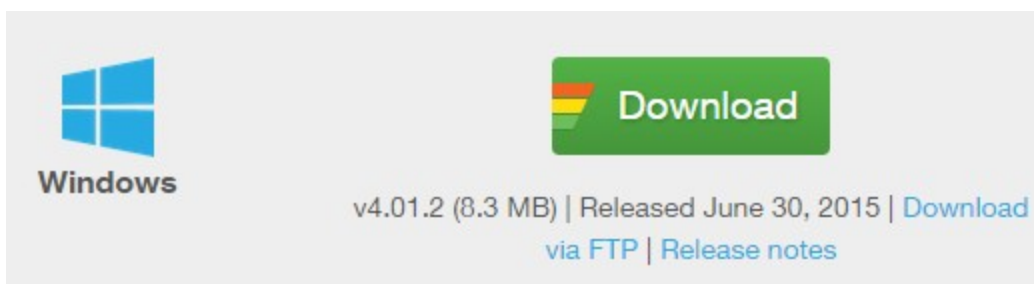 Download
Windows
v4.01.2 (8.3 MB) | Released June 30, 2015 | Download
via FTP | Release notes